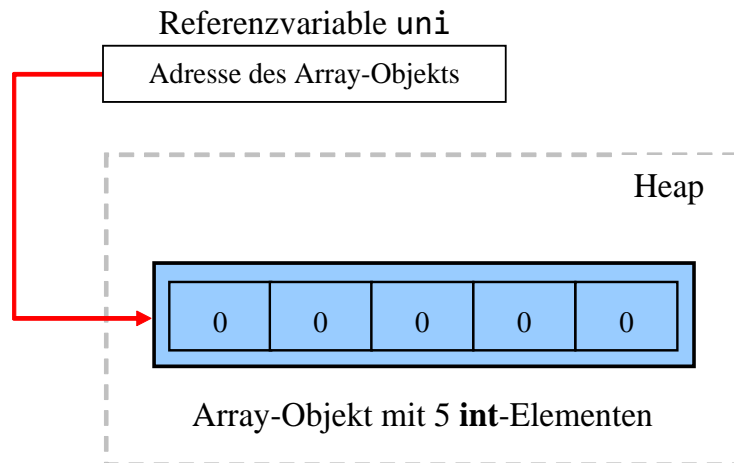 Referenzvariable uni
Adresse des Array-Objekts
Heap
0 0 0 0 0
Array-Objekt mit 5 int-Elementen